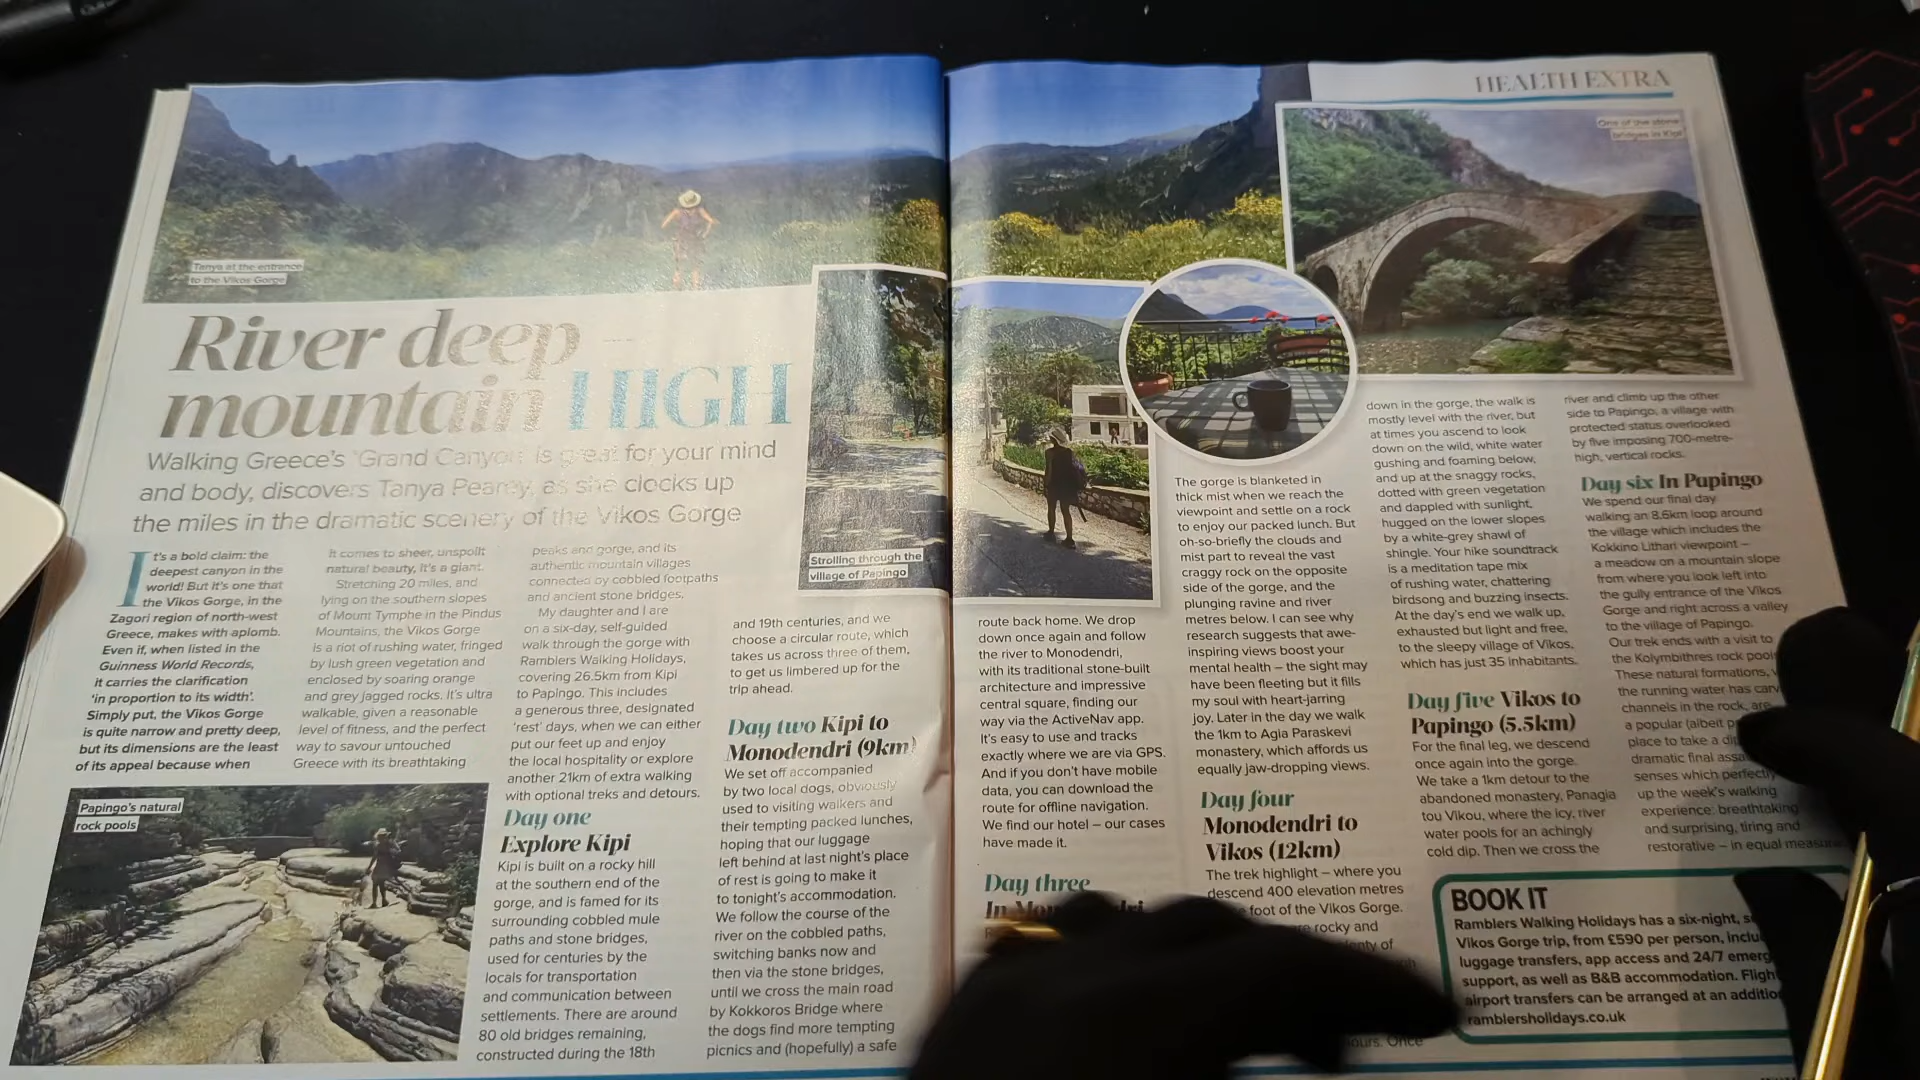 HEALTH EXTRA
One of the stone
bridges in Kipi
Tanya at the entrance
to the Vikos Gorge
River deep
mountain HIGH
Walking Greece's 'Grand Canyon' is great for your mind
and body, discovers Tanya Pearey, as she clocks up
the miles in the dramatic scenery of the Vikos Gorge
Strolling through the
village of Papingo
It's a bold claim: the
deepest canyon in the
world! But it's one that
the Vikos Gorge, in the
Zagori region of north-west
Greece, makes with aplomb.
Even if, when listed in the
Guinness World Records,
it carries the clarification
'in proportion to its width'.
Simply put, the Vikos Gorge
is quite narrow and pretty deep,
but its dimensions are the least
of its appeal because when
it comes to sheer, unspoilt
natural beauty, it's a giant.
Stretching 20 miles, and
lying on the southern slopes
of Mount Tymphe in the Pindus
Mountains, the Vikos Gorge
is a riot of rushing water, fringed
by lush green vegetation and
enclosed by soaring orange
and grey jagged rocks. It's ultra
walkable, given a reasonable
level of fitness, and the perfect
way to savour untouched
Greece with its breathtaking
Papingo's natural
rock pools
peaks and gorge, and its
authentic mountain villages
connected by cobbled footpaths
and ancient stone bridges.
My daughter and I are
on a six-day, self-guided
walk through the gorge with
Ramblers Walking Holidays,
covering 26.5km from Kipi
to Papingo. This includes
a generous three, designated
'rest' days, when we can either
put our feet up and enjoy
the local hospitality or explore
another 21km of extra walking
with optional treks and detours.
Day one
Explore Kipi
Kipi is built on a rocky hill
at the southern end of the
gorge, and is famed for its
surrounding cobbled mule
paths and stone bridges,
used for centuries by the
locals for transportation
and communication between
settlements. There are around
80 old bridges remaining,
constructed during the 18th
and 19th centuries, and we
choose a circular route, which
takes us across three of them,
to get us limbered up for the
trip ahead.
Day two Kipi to
Monodendri (9km)
We set off accompanied
by two local dogs, obviously
used to visiting walkers and
their tempting packed lunches,
hoping that our luggage
left behind at last night's place
of rest is going to make it
to tonight's accommodation.
We follow the course of the
river on the cobbled paths,
switching banks now and
then via the stone bridges,
until we cross the main road
by Kokkoros Bridge where
the dogs find more tempting
picnics and (hopefully) a safe
route back home. We drop
down once again and follow
the river to Monodendri,
with its traditional stone-built
architecture and impressive
central square, finding our
way via the ActiveNav app.
It's easy to use and tracks
exactly where we are via GPS.
And if you don't have mobile
data, you can download the
route for offline navigation.
We find our hotel – our cases
have made it.
Day three
In
The gorge is blanketed in
thick mist when we reach the
viewpoint and settle on a rock
to enjoy our packed lunch. But
oh-so-briefly the clouds and
mist part to reveal the vast
craggy rock on the opposite
side of the gorge, and the
plunging ravine and river
metres below. I can see why
research suggests that awe-
inspiring views boost your
mental health – the sight may
have been fleeting but it fills
my soul with heart-jarring
joy. Later in the day we walk
the 1km to Agia Paraskevi
monastery, which affords us
equally jaw-dropping views.
Day four
Monodendri to
Vikos (12km)
The trek highlight – where you
descend 400 elevation metres
foot of the Vikos Gorge.
rocky and
of
Once
down in the gorge, the walk is
mostly level with the river, but
at times you ascend to look
down on the wild, white water
gushing and foaming below,
and up at the snaggy rocks,
dotted with green vegetation
and dappled with sunlight,
hugged on the lower slopes
by a white-grey shawl of
shingle. Your hike soundtrack
is a meditation tape mix
of rushing water, chattering
birdsong and buzzing insects.
At the day's end we walk up,
exhausted but light and free,
to the sleepy village of Vikos,
which has just 35 inhabitants.
Day five Vikos to
Papingo (5.5km)
For the final leg, we descend
once again into the gorge.
We take a 1km detour to the
abandoned monastery, Panagia
tou Vikou, where the icy, river
water pools for an achingly
cold dip. Then we cross the
river and climb up the other
side to Papingo, a village with
protected status overlooked
by five imposing 700-metre-
high, vertical rocks.
Day six In Papingo
We spend our final day
walking an 8.6km loop around
the village which includes the
Kokkino Lithari viewpoint –
a meadow on a mountain slope
from where you look left into
the gully entrance of the Vikos
Gorge and right across a valley
to the village of Papingo.
Our trek ends with a visit to
the Kolymbithres rock
These natural formations,
the running water has
channels in the rock, are
a popular (albeit
place to take a
dramatic final
senses which perfectly
up the week's walking
experience: breathtaking
and surprising, tiring and
restorative – in equal measure.
BOOK IT
Ramblers Walking Holidays has a six-night,
Vikos Gorge trip, from £590 per person,
luggage transfers, app access and 24/7
support, as well as B&B accommodation.
airport transfers can be arranged at an
ramblersholidays.co.uk